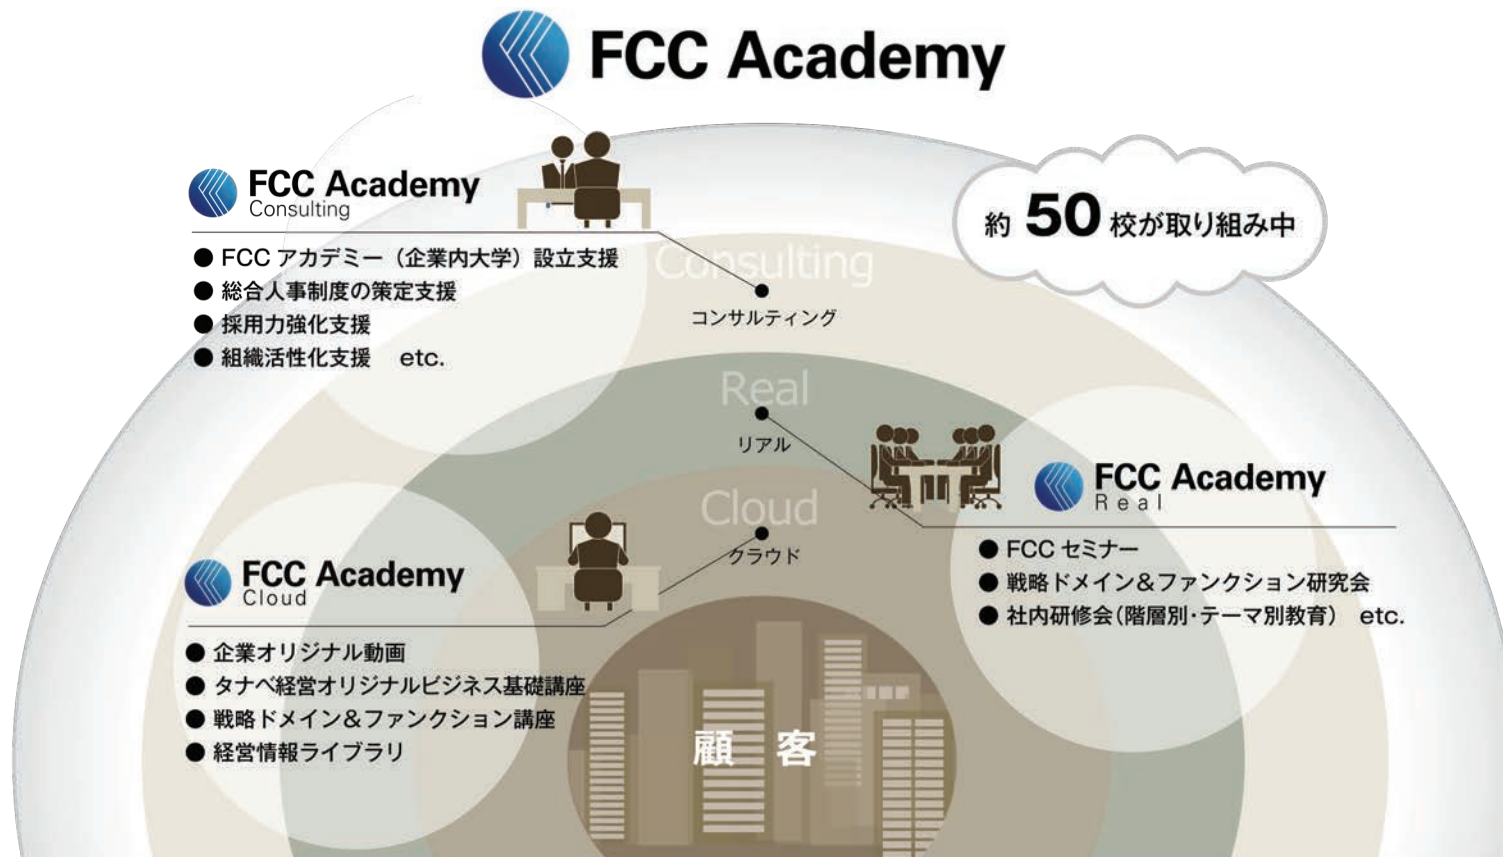 FCC Academy
FCC Academy
Consulting
● FCC アカデミー（企業内大学）設立支援
● 総合人事制度の策定支援
● 採用力強化支援
● 組織活性化支援 etc.
約 50 校が取り組み中
Consulting
コンサルティング
Real
リアル
FCC Academy
Real
● FCC セミナー
● 戦略ドメイン＆ファンクション研究会
● 社内研修会（階層別・テーマ別教育） etc.
Cloud
クラウド
FCC Academy
Cloud
● 企業オリジナル動画
● タナベ経営オリジナルビジネス基礎講座
● 戦略ドメイン＆ファンクション講座
● 経営情報ライブラリ
顧 客